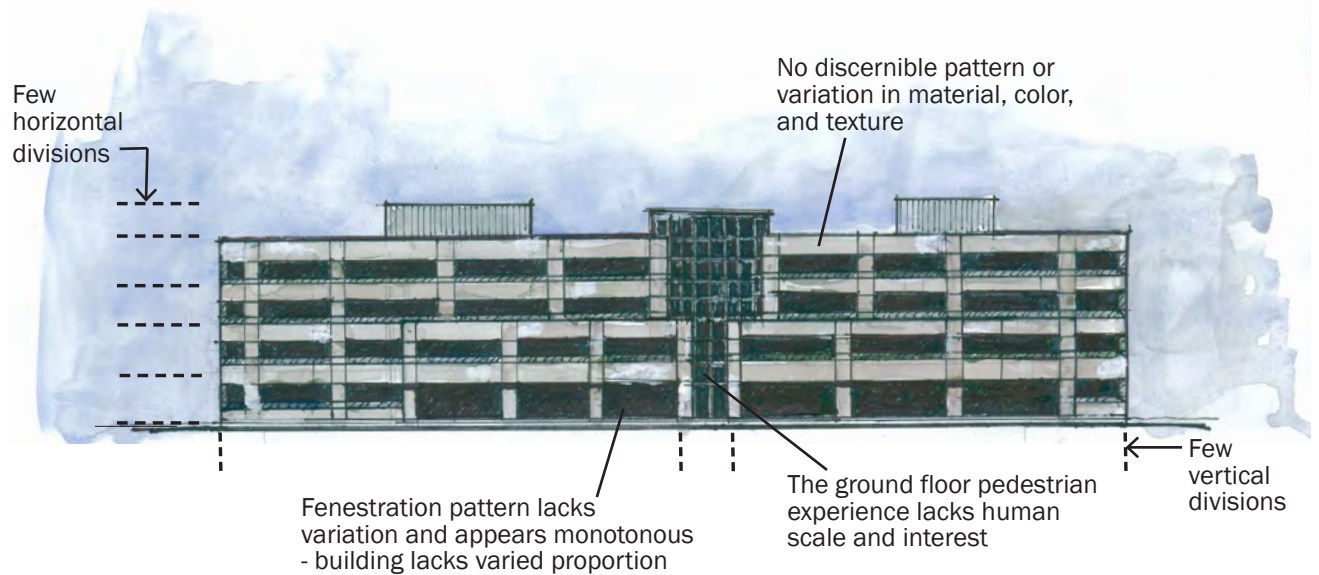 Few
horizontal
divisions
No discernible pattern or
variation in material, color,
and texture
Fenestration pattern lacks
variation and appears monotonous
- building lacks varied proportion
The ground floor pedestrian
experience lacks human
scale and interest
Few
vertical
divisions